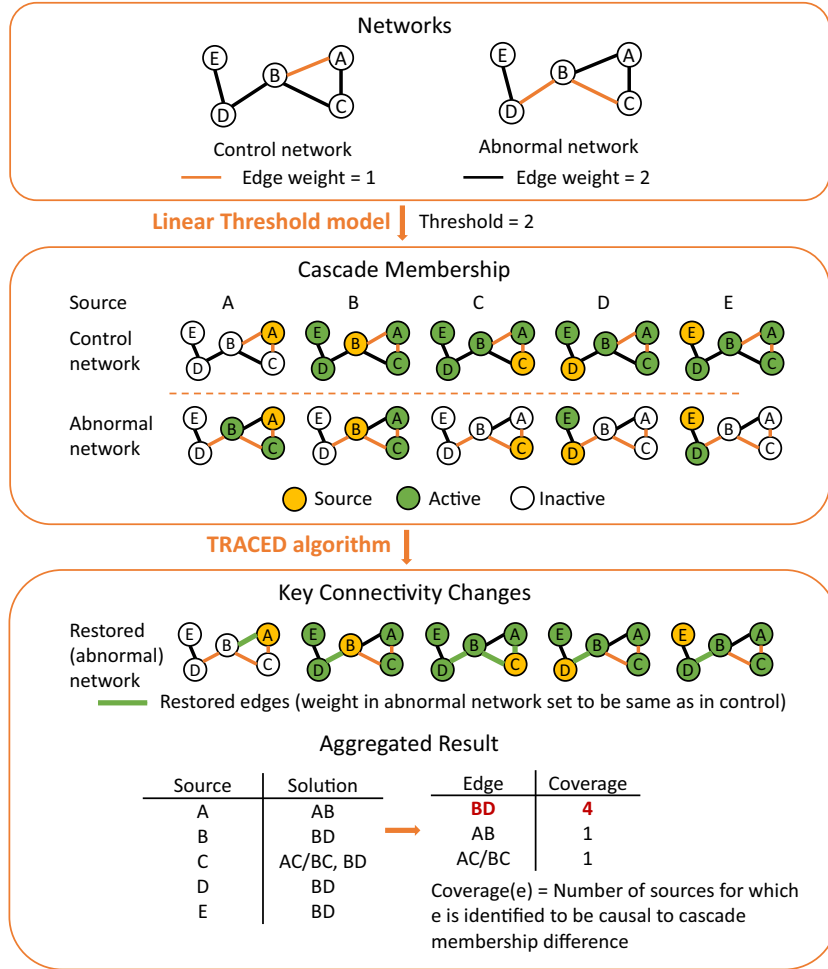 Networks
E
B
A
D
C
E
B
A
D
C
Control network
Abnormal network
Edge weight = 1
Edge weight = 2
Linear Threshold model
Threshold = 2
Cascade Membership
Source A B C D E
Control
network
E B A D C
E B A D C
E B A D C
E B A D C
E B A D C
Abnormal
network
E B A D C
E B A D C
E B A D C
E B A D C
E B A D C
Source Active Inactive
TRACED algorithm
Key Connectivity Changes
Restored
(abnormal)
network
E B A D C
E B A D C
E B A D C
E B A D C
E B A D C
Restored edges (weight in abnormal network set to be same as in control)
Aggregated Result
Source Solution
A AB
B BD
C AC/BC, BD
D BD
E BD
Edge Coverage
BD 4
AB 1
AC/BC 1
Coverage(e) = Number of sources for which
e is identified to be causal to cascade
membership difference